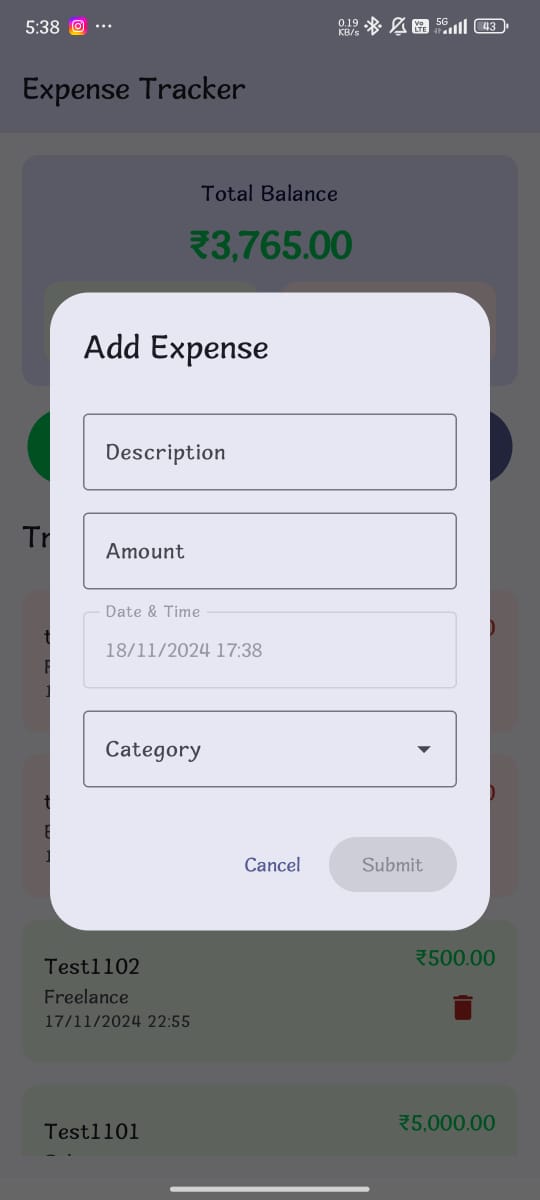 5:38
0.19
KB/s
Vo
LTE
5G
43
Expense Tracker
Total Balance
₹3,765.00
Add Expense
Description
Amount
Date & Time
18/11/2024 17:38
Category
Cancel Submit
Test1102
₹500.00
Freelance
17/11/2024 22:55
Test1101
₹5,000.00